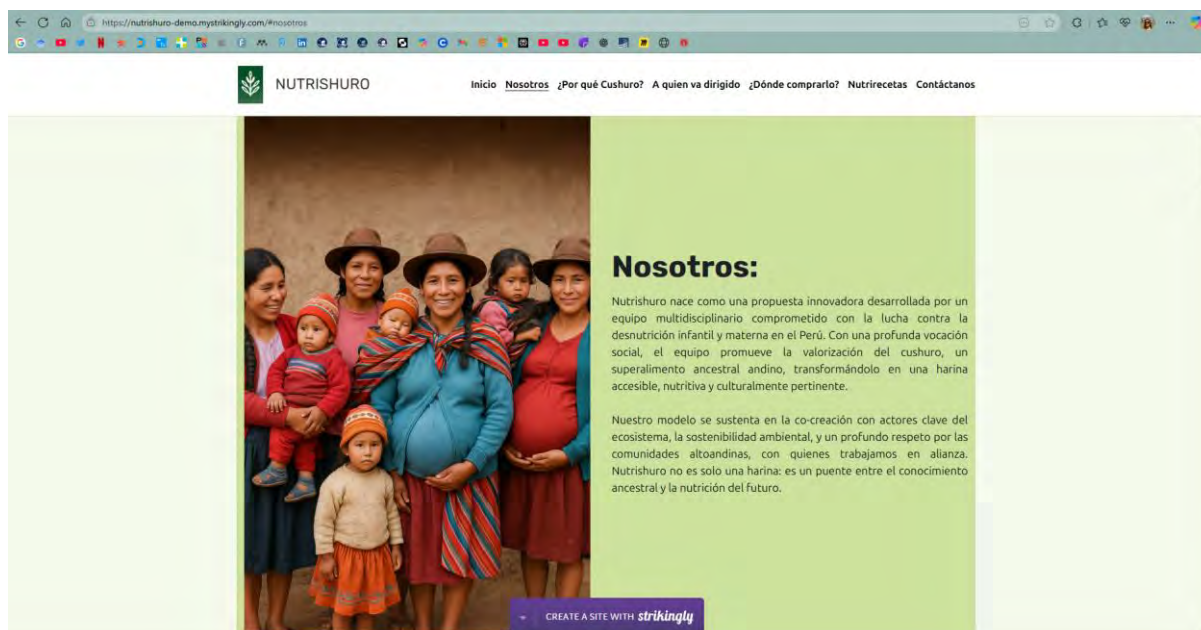 https://nutrishuro-demo.mystrikingly.com/#nosotros
NUTRISHURO
Inicio Nosotros ¿Por qué Cushuro? A quien va dirigido ¿Dónde comprarlo? Nutrirecetas Contáctanos
Nosotros:
Nutrishuro nace como una propuesta innovadora desarrollada por un
equipo multidisciplinario comprometido con la lucha contra la
desnutrición infantil y materna en el Perú. Con una profunda vocación
social, el equipo promueve la valorización del cushuro, un
superalimento ancestral andino, transformándolo en una harina
accesible, nutritiva y culturalmente pertinente.
Nuestro modelo se sustenta en la co-creación con actores clave del
ecosistema, la sostenibilidad ambiental, y un profundo respeto por las
comunidades altoandinas, con quienes trabajamos en alianza.
Nutrishuro no es solo una harina: es un puente entre el conocimiento
ancestral y la nutrición del futuro.
CREATE A SITE WITH strikingly